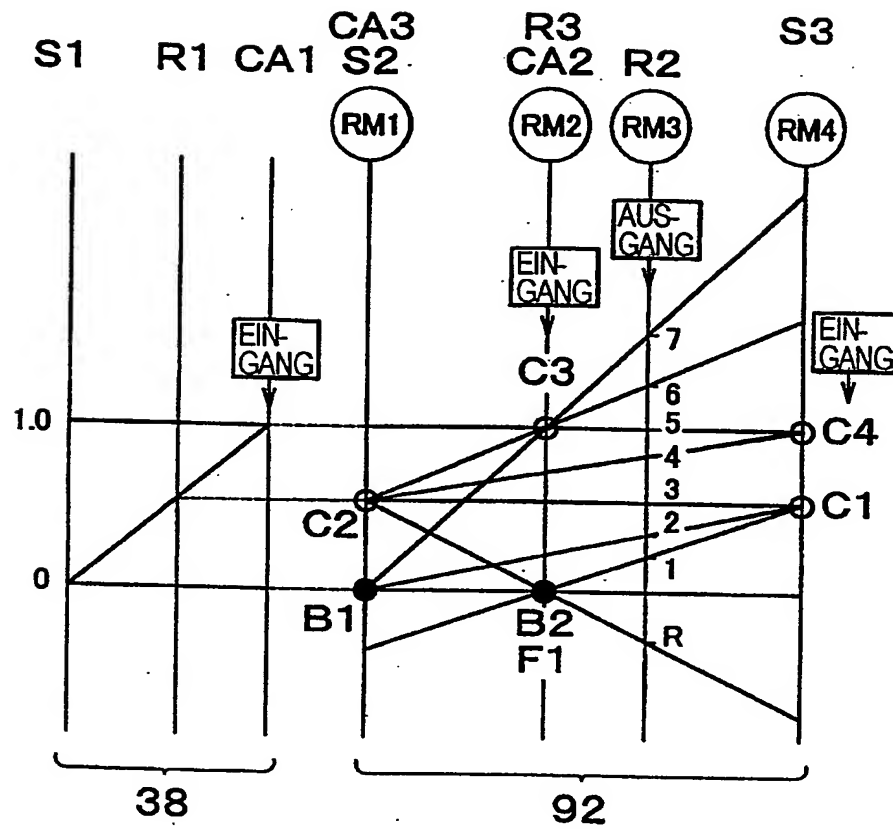 CA3 R3 S3
S1 R1 CA1 S2 CA2 R2
RM1 RM2 RM3 RM4
AUS-
GANG
EIN-
GANG
EIN-
GANG
EIN-
GANG
7
6
C3
1.0 5 C4
4
3
C2 C1
2
0
1
B1 B2 R
F1
38 92